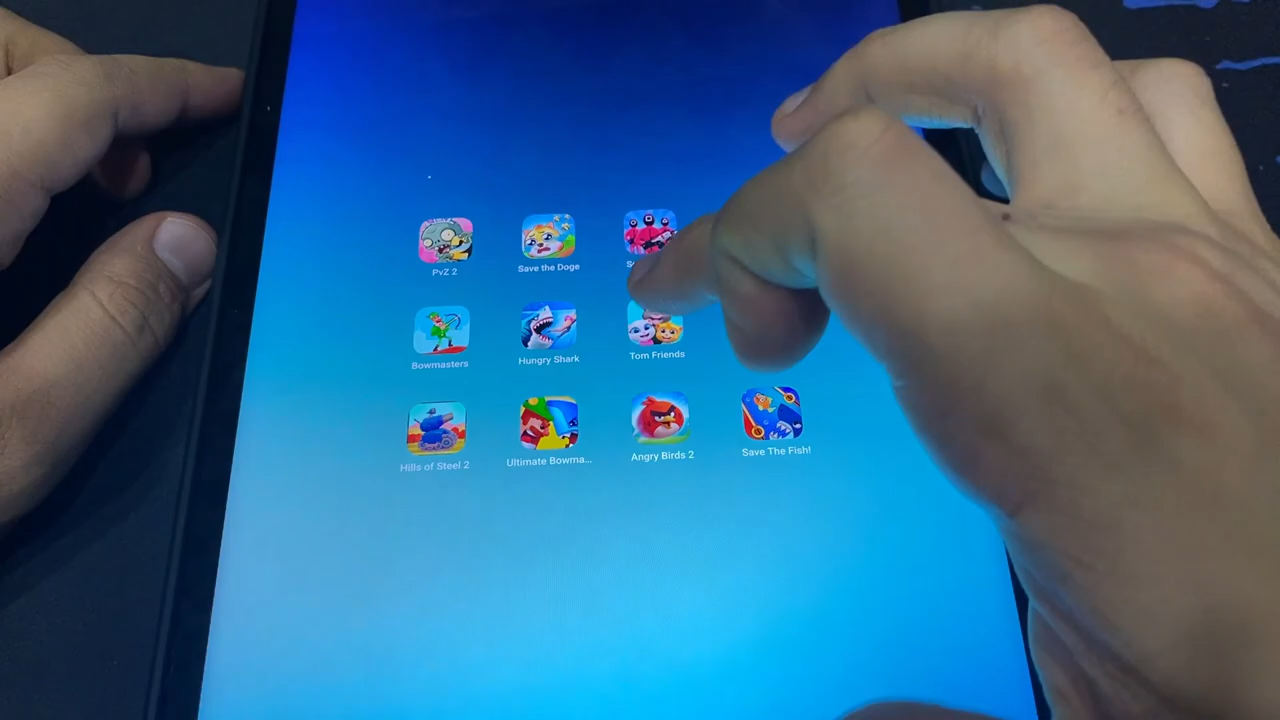 PvZ 2
Save the Doge
Bowmasters
Hungry Shark
Tom Friends
Hills of Steel 2
Ultimate Bowma...
Angry Birds 2
Save The Fish!